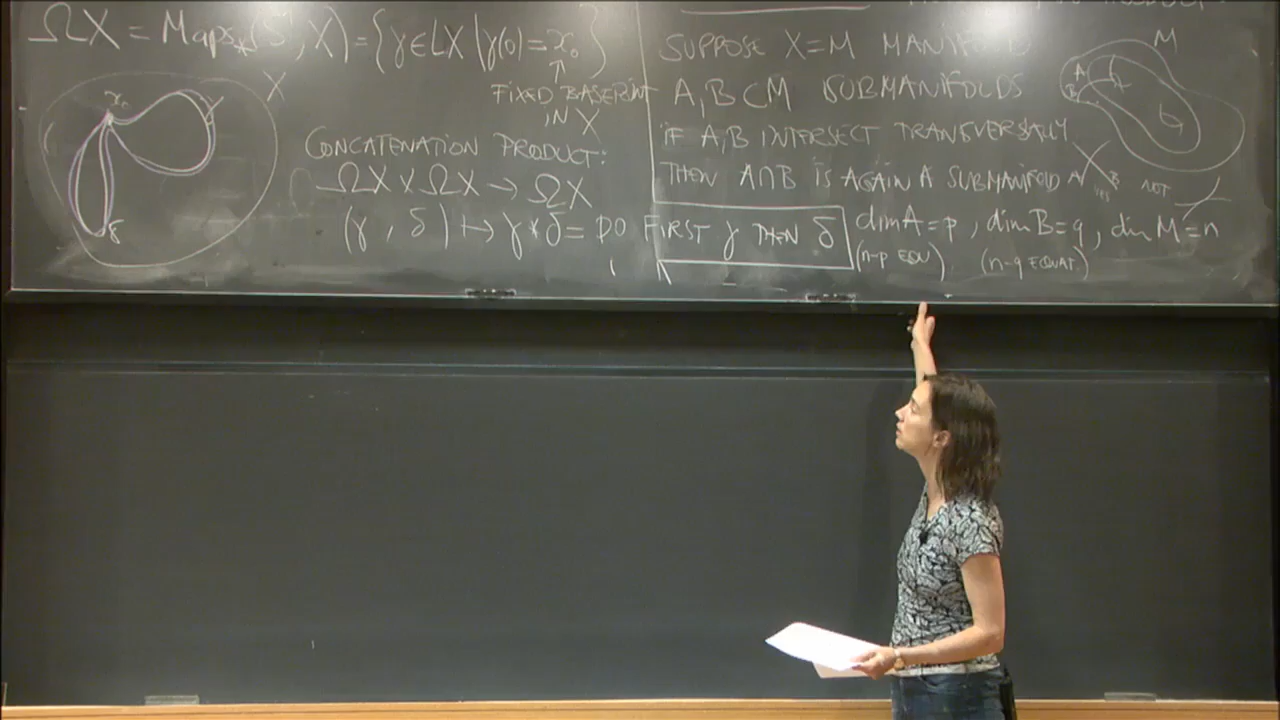 ΩX = Maps*(S¹, X) = {γ∈LX | γ(0) = x₀}
↑
FIXED BASEPOINT
IN X
X
x₀
γ
δ
CONCATENATION PRODUCT:
ΩX × ΩX → ΩX
(γ, δ) ↦ γ * δ = DO FIRST γ THEN δ
SUPPOSE X=M MANIFOLD
A, B ⊂ M SUBMANIFOLDS
IF A, B INTERSECT TRANSVERSALLY
THEN A∩B IS AGAIN A SUBMANIFOLD
A B NOT
dim A = p, dim B = q, dim M = n
(n-p EQU) (n-q EQUAT.)
M
A
B